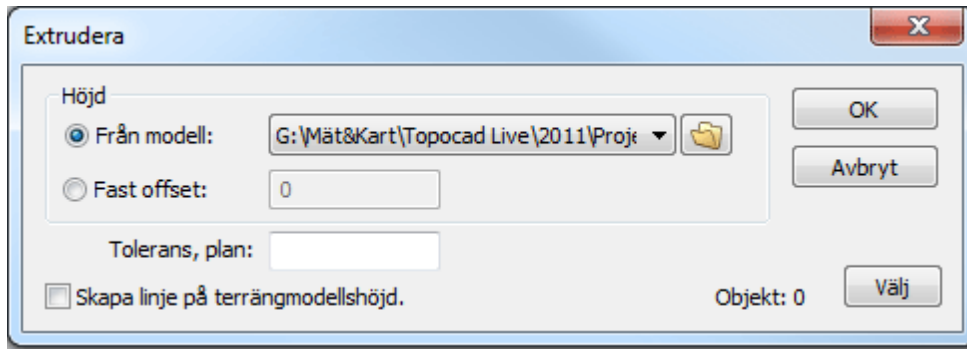 Extrudera
Höjd
Från modell: G:\Mät&Kart\Topocad Live\2011\Proje
OK
Fast offset: 0
Avbryt
Tolerans, plan:
Skapa linje på terrängmodellshöjd. Objekt: 0 Välj